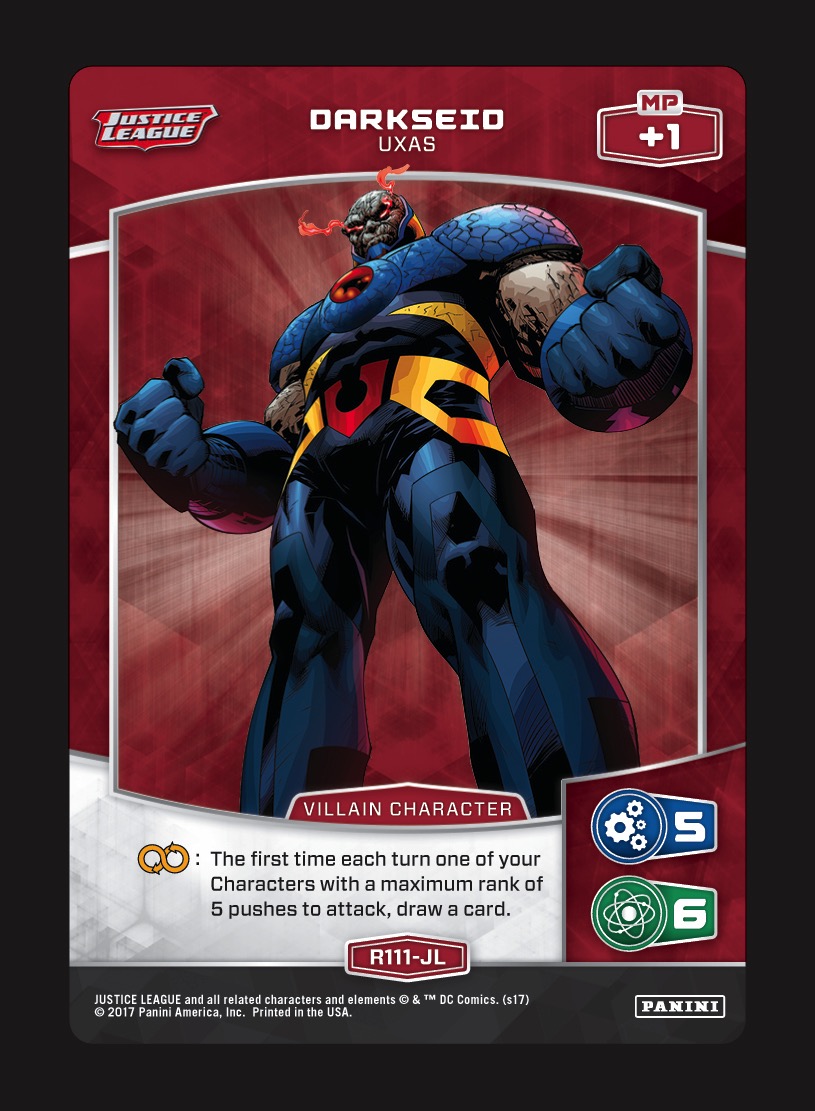 JUSTICE LEAGUE
DARKSEID
UXAS
MP
+1
VILLAIN CHARACTER
: The first time each turn one of your
Characters with a maximum rank of
5 pushes to attack, draw a card.
5
6
R111-JL
JUSTICE LEAGUE and all related characters and elements © & ™ DC Comics. (s17)
© 2017 Panini America, Inc. Printed in the USA.
PANINI